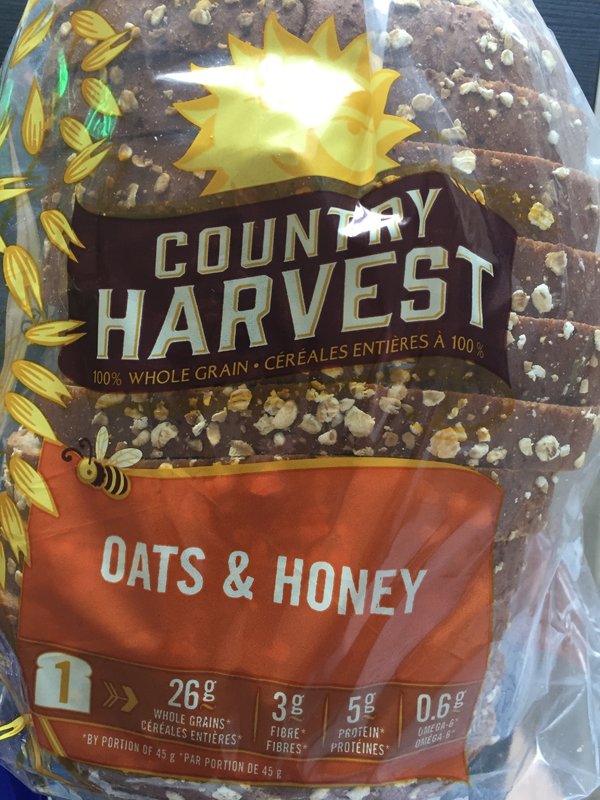 COUNTRY
HARVEST
100% WHOLE GRAIN • CÉRÉALES ENTIÈRES À 100%
OATS & HONEY
1
26g
WHOLE GRAINS*
CÉRÉALES ENTIÈRES*
3g
FIBRE*
FIBRES*
5g
PROTEIN*
PROTÉINES*
0.6g
OMEGA-6*
OMÉGA-6*
*BY PORTION OF 45 g *PAR PORTION DE 45 g